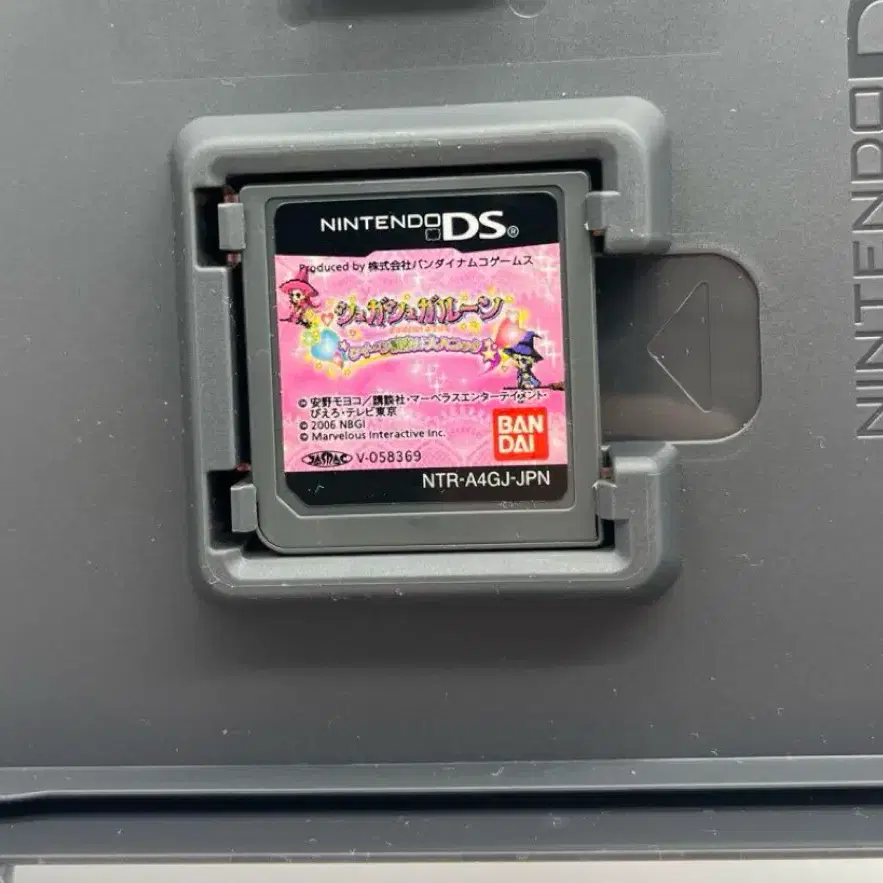 NINTENDO DS®
Produced by 株式会社バンダイナムコゲームス
シュガシュガルーン
© 安野モヨコ／講談社・マーベラスエンターテイメント・
ぴえろ・テレビ東京
© 2006 NBGI
© Marvelous Interactive Inc.
BAN
DAI
JASRAC V-058369
NTR-A4GJ-JPN
NINTENDO